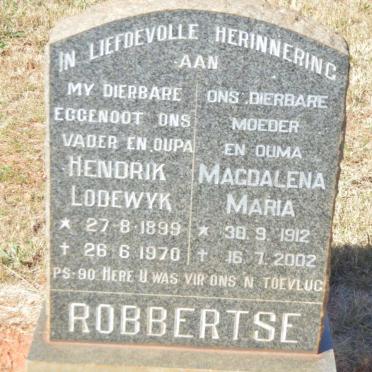 IN LIEFDEVOLLE HERINNERING
AAN
MY DIERBARE
EGGENOOT ONS
VADER EN OUPA
HENDRIK
LODEWYK
* 27-8-1899
† 26 6 1970
ONS DIERBARE
MOEDER
EN OUMA
MAGDALENA
MARIA
* 30. 9. 1912
† 16. 7. 2002
PS-90 HERE U WAS VIR ONS 'N TOEVLUG
ROBBERTSE